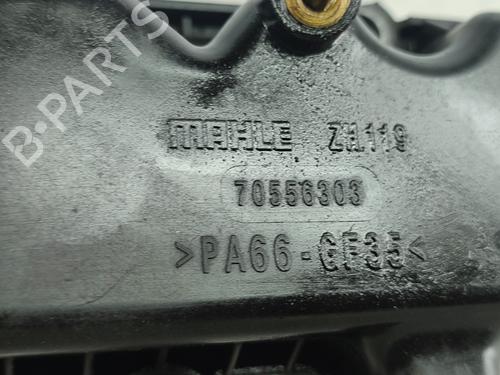 B-PARTS
MAHLE ZH.119
70556303
>PA66-GF35<